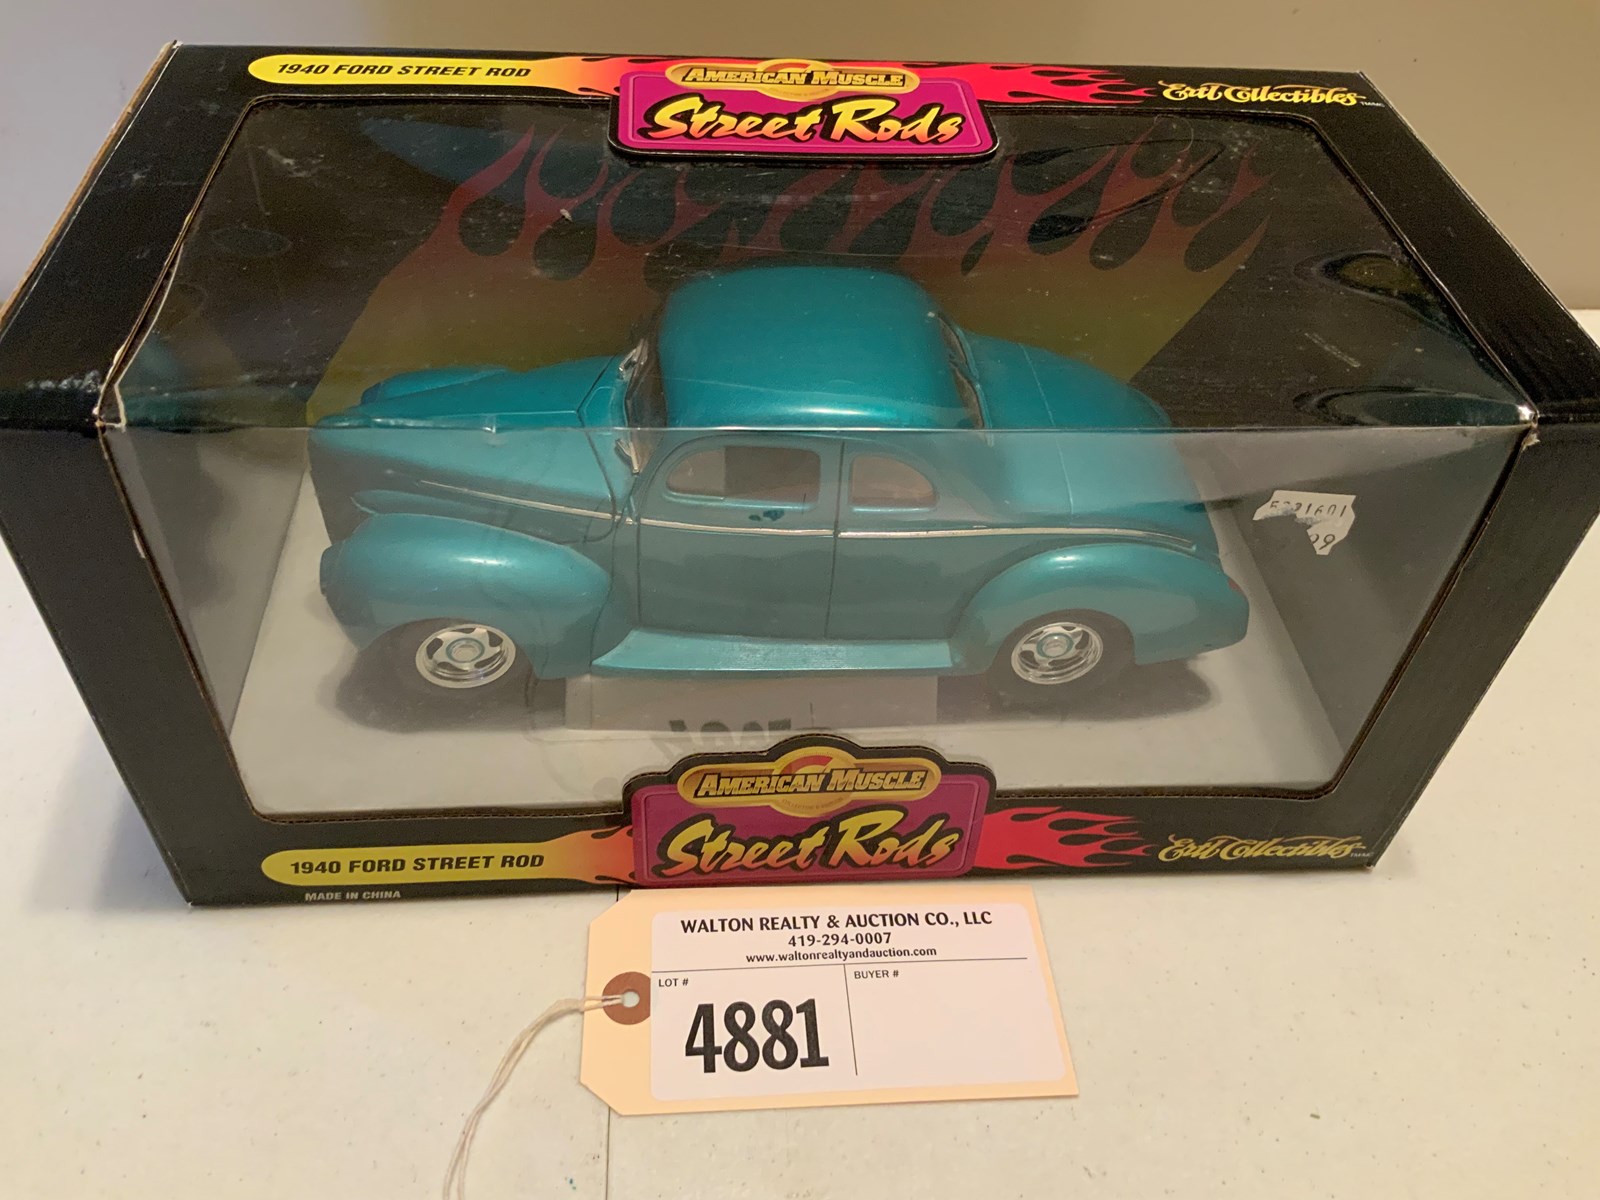 1940 FORD STREET ROD
AMERICAN MUSCLE
Street Rods
Ertl Collectibles
AMERICAN MUSCLE
Street Rods
1940 FORD STREET ROD
Ertl Collectibles
MADE IN CHINA
WALTON REALTY & AUCTION CO., LLC
419-294-0007
www.waltonrealtyandauction.com
LOT #
BUYER #
4881